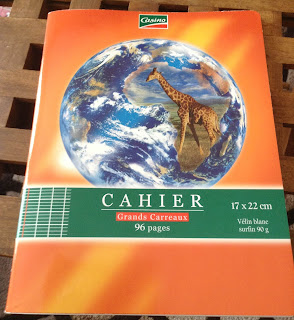 Casino
CAHIER
Grands Carreaux
96 pages
17 x 22 cm
Vélin blanc
surfin 90 g